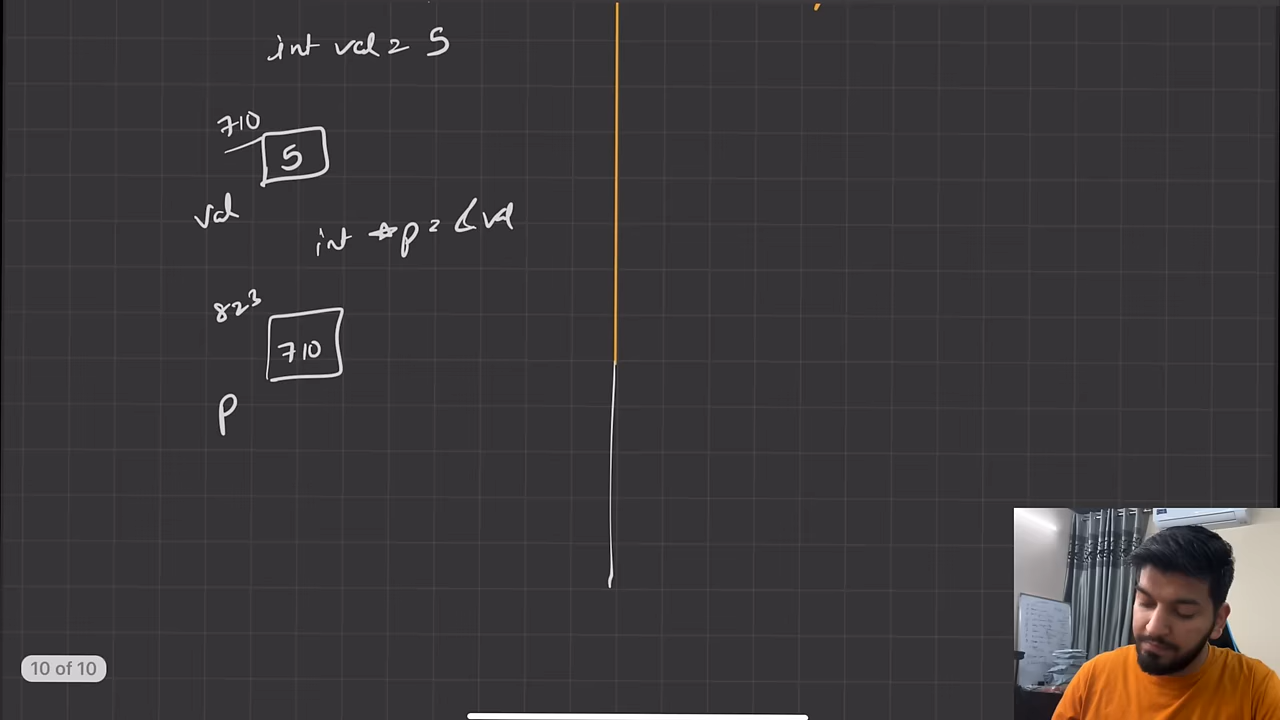 int val = 5
710
5
val
int *p = &val
823
710
p
10 of 10